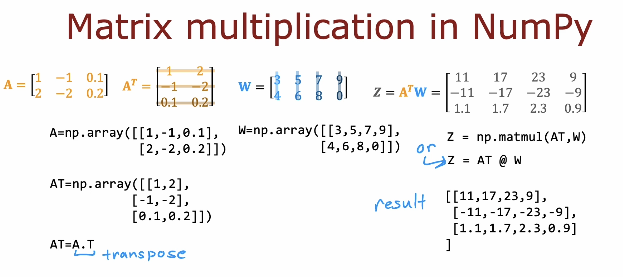 Matrix multiplication in NumPy
A = [1 -1 0.1
2 -2 0.2]
Aᵀ = [1 2
-1 -2
0.1 0.2]
W = [3 5 7 9
4 6 8 0]
Z = AᵀW = [11 17 23 9
-11 -17 -23 -9
1.1 1.7 2.3 0.9]
A=np.array([[1,-1,0.1],
[2,-2,0.2]])
W=np.array([[3,5,7,9],
[4,6,8,0]])
Z = np.matmul(AT,W)
or
Z = AT @ W
AT=np.array([[1,2],
[-1,-2],
[0.1,0.2]])
AT=A.T
transpose
result
[[11,17,23,9],
[-11,-17,-23,-9],
[1.1,1.7,2.3,0.9]
]